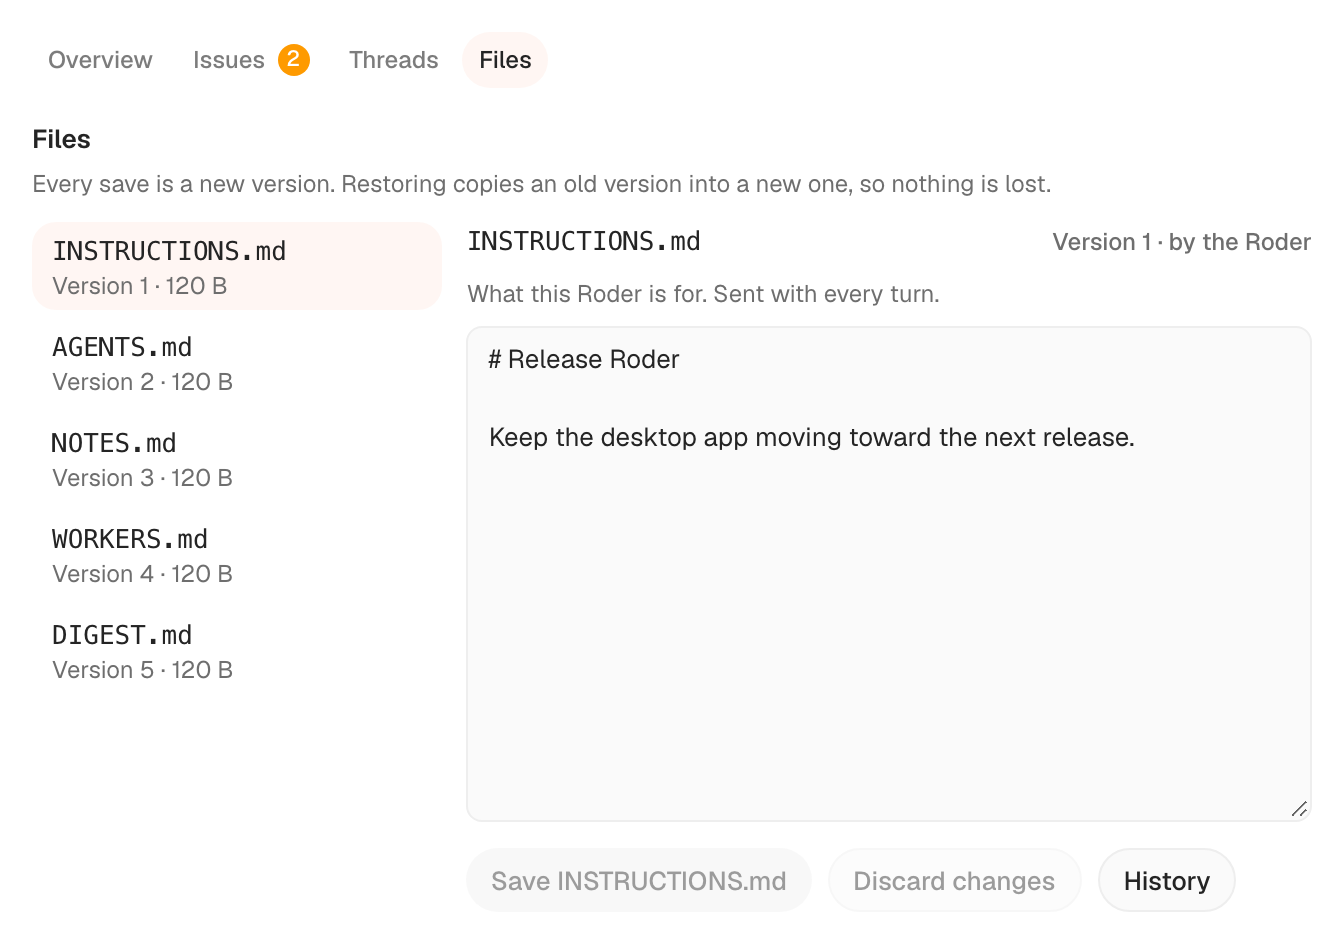 Overview Issues 2 Threads Files
Files
Every save is a new version. Restoring copies an old version into a new one, so nothing is lost.
INSTRUCTIONS.md
Version 1 · 120 B
AGENTS.md
Version 2 · 120 B
NOTES.md
Version 3 · 120 B
WORKERS.md
Version 4 · 120 B
DIGEST.md
Version 5 · 120 B
INSTRUCTIONS.md Version 1 · by the Roder
What this Roder is for. Sent with every turn.
# Release Roder
Keep the desktop app moving toward the next release.
Save INSTRUCTIONS.md Discard changes History